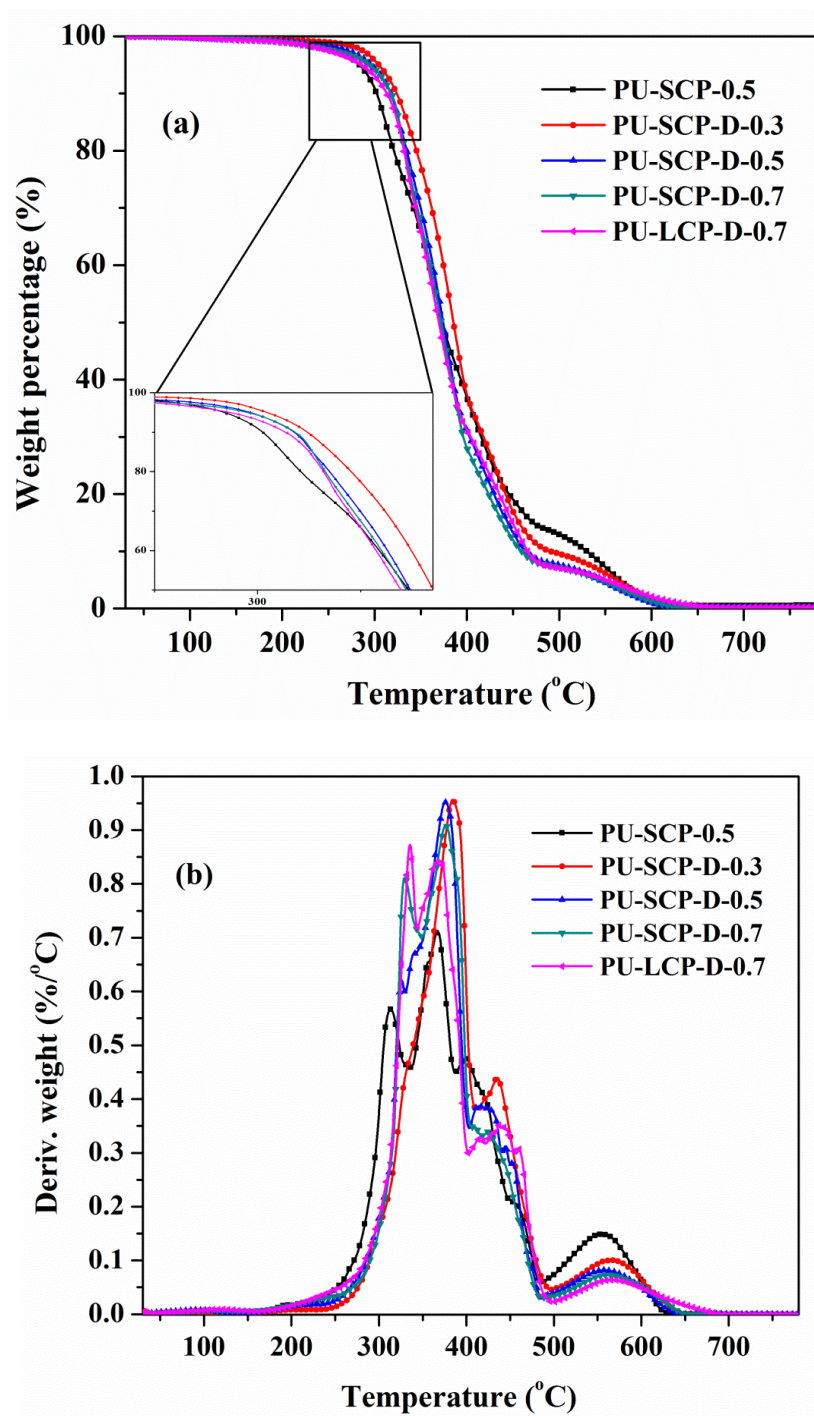 100
80
60
40
20
0
(a)
PU-SCP-0.5
PU-SCP-D-0.3
PU-SCP-D-0.5
PU-SCP-D-0.7
PU-LCP-D-0.7
100
80
60
300
100 200 300 400 500 600 700
Weight percentage (%)
Temperature (°C)
1.0
0.9
0.8
0.7
0.6
0.5
0.4
0.3
0.2
0.1
0.0
(b)
PU-SCP-0.5
PU-SCP-D-0.3
PU-SCP-D-0.5
PU-SCP-D-0.7
PU-LCP-D-0.7
100 200 300 400 500 600 700
Deriv. weight (%/°C)
Temperature (°C)